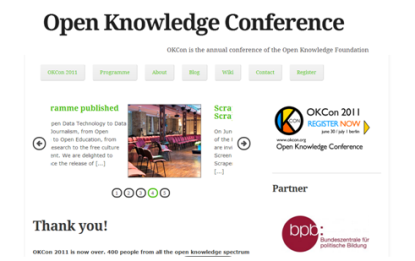 Open Knowledge Conference
OKCon is the annual conference of the Open Knowledge Foundation
OKCon 2011 Programme About Blog Wiki Contact Register
ramme published
pen Data Technology to Data
Journalism, from Open
to Open Education, from
esearch to the free culture
ment. We are delighted to
ce the release of [...]
Scra
Scra
On Jun
of the
are invi
Screen
Scrape
[...]
1 2 3 4 5
OKCon 2011
REGISTER NOW
june 30 / july 1 berlin
www.okcon.org
Open Knowledge Conference
Partner
bpb:
Bundeszentrale für
politische Bildung
Thank you!
OKCon 2011 is now over. 400 people from all the open knowledge spectrum